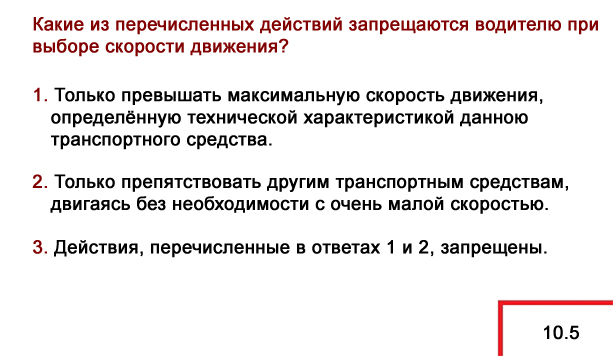 Какие из перечисленных действий запрещаются водителю при
выборе скорости движения?
1. Только превышать максимальную скорость движения,
определённую технической характеристикой данною
транспортного средства.
2. Только препятствовать другим транспортным средствам,
двигаясь без необходимости с очень малой скоростью.
3. Действия, перечисленные в ответах 1 и 2, запрещены.
10.5